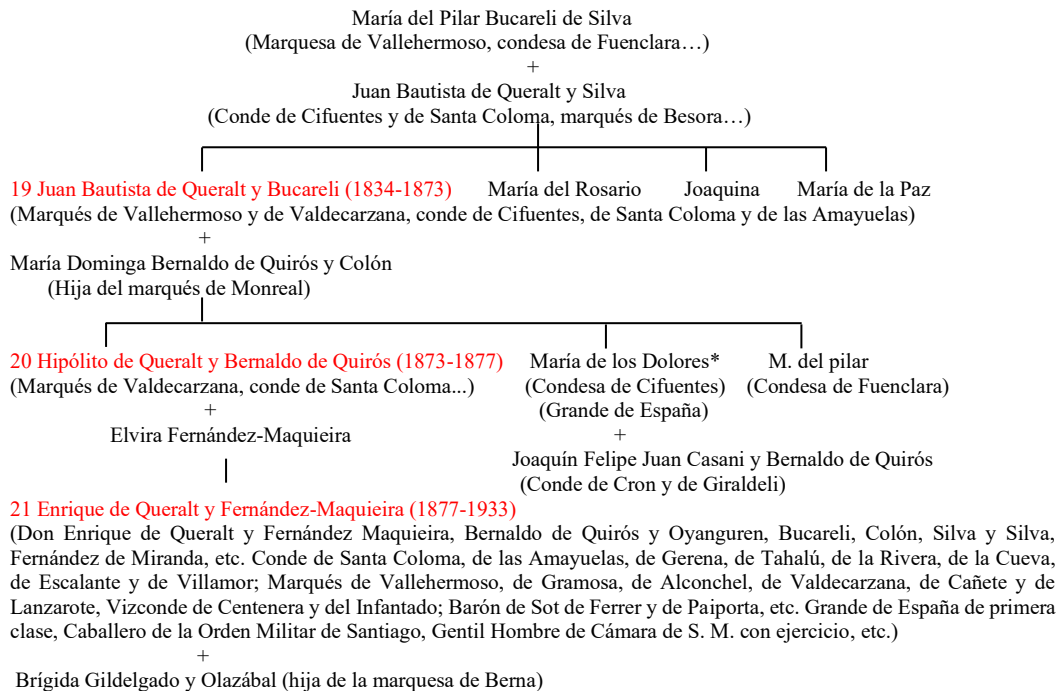 María del Pilar Bucareli de Silva
(Marquesa de Vallehermoso, condesa de Fuenclara…)
+
Juan Bautista de Queralt y Silva
(Conde de Cifuentes y de Santa Coloma, marqués de Besora…)
19 Juan Bautista de Queralt y Bucareli (1834-1873) María del Rosario Joaquina María de la Paz
(Marqués de Vallehermoso y de Valdecarzana, conde de Cifuentes, de Santa Coloma y de las Amayuelas)
+
María Dominga Bernaldo de Quirós y Colón
(Hija del marqués de Monreal)
20 Hipólito de Queralt y Bernaldo de Quirós (1873-1877) María de los Dolores* M. del pilar
(Marqués de Valdecarzana, conde de Santa Coloma...) (Condesa de Cifuentes) (Condesa de Fuenclara)
+ (Grande de España)
Elvira Fernández-Maquieira +
Joaquín Felipe Juan Casani y Bernaldo de Quirós
(Conde de Cron y de Giraldeli)
21 Enrique de Queralt y Fernández-Maquieira (1877-1933)
(Don Enrique de Queralt y Fernández Maquieira, Bernaldo de Quirós y Oyanguren, Bucareli, Colón, Silva y Silva,
Fernández de Miranda, etc. Conde de Santa Coloma, de las Amayuelas, de Gerena, de Tahalú, de la Rivera, de la Cueva,
de Escalante y de Villamor; Marqués de Vallehermoso, de Gramosa, de Alconchel, de Valdecarzana, de Cañete y de
Lanzarote, Vizconde de Centenera y del Infantado; Barón de Sot de Ferrer y de Paiporta, etc. Grande de España de primera
clase, Caballero de la Orden Militar de Santiago, Gentil Hombre de Cámara de S. M. con ejercicio, etc.)
+
Brígida Gildelgado y Olazábal (hija de la marquesa de Berna)